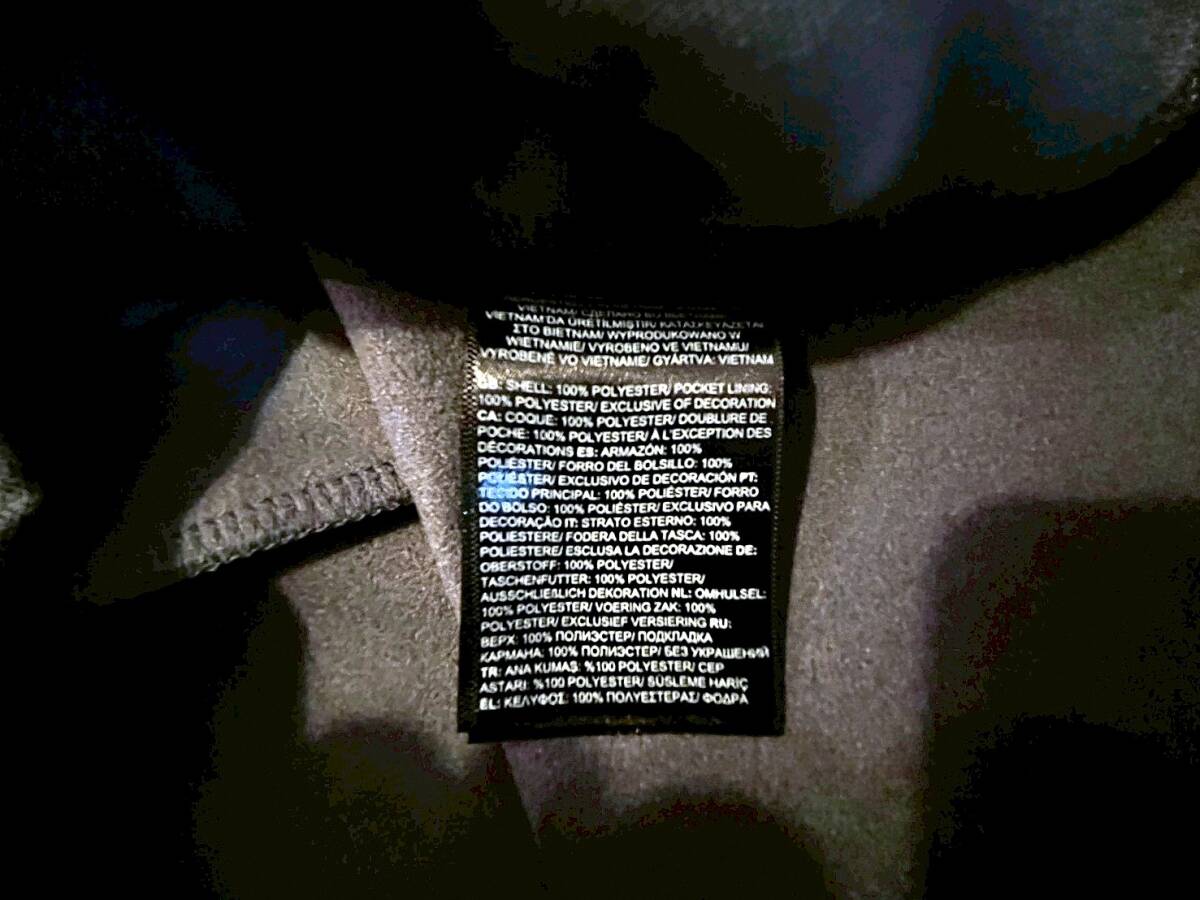 VIETNAM/ СДЕЛАНО ВО
VIETNAM'DA ÜRETİLMİŞTİR/ ΚΑΤΑΣΚΕΥΑΖΕΤΑΙ
ΣΤΟ ΒΙΕΤΝΑΜ/ WYPRODUKOWANO W
WIETNAMIE/ VYROBENO VE VIETNAMU/
VYROBENÉ VO VIETNAME/ GYÁRTVA: VIETNAM
GB: SHELL: 100% POLYESTER/ POCKET LINING:
100% POLYESTER/ EXCLUSIVE OF DECORATION
CA: COQUE: 100% POLYESTER/ DOUBLURE DE
POCHE: 100% POLYESTER/ À L'EXCEPTION DES
DÉCORATIONS ES: ARMAZÓN: 100%
POLIÉSTER/ FORRO DEL BOLSILLO: 100%
POLIÉSTER/ EXCLUSIVO DE DECORACIÓN PT:
TECIDO PRINCIPAL: 100% POLIÉSTER/ FORRO
DO BOLSO: 100% POLIÉSTER/ EXCLUSIVO PARA
DECORAÇÃO IT: STRATO ESTERNO: 100%
POLIESTERE/ FODERA DELLA TASCA: 100%
POLIESTERE/ ESCLUSA LA DECORAZIONE DE:
OBERSTOFF: 100% POLYESTER/
TASCHENFUTTER: 100% POLYESTER/
AUSSCHLIEßLICH DEKORATION NL: OMHULSEL:
100% POLYESTER/ VOERING ZAK: 100%
POLYESTER/ EXCLUSIEF VERSIERING RU:
ВЕРХ: 100% ПОЛИЭСТЕР/ ПОДКЛАДКА
КАРМАНА: 100% ПОЛИЭСТЕР/ БЕЗ УКРАШЕНИЙ
TR: ANA KUMAŞ: %100 POLYESTER/ CEP
ASTARI: %100 POLYESTER/ SÜSLEME HARİÇ
EL: ΚΕΛΥΦΟΣ: 100% ΠΟΛΥΕΣΤΕΡΑΣ/ ΦΟΔΡΑ